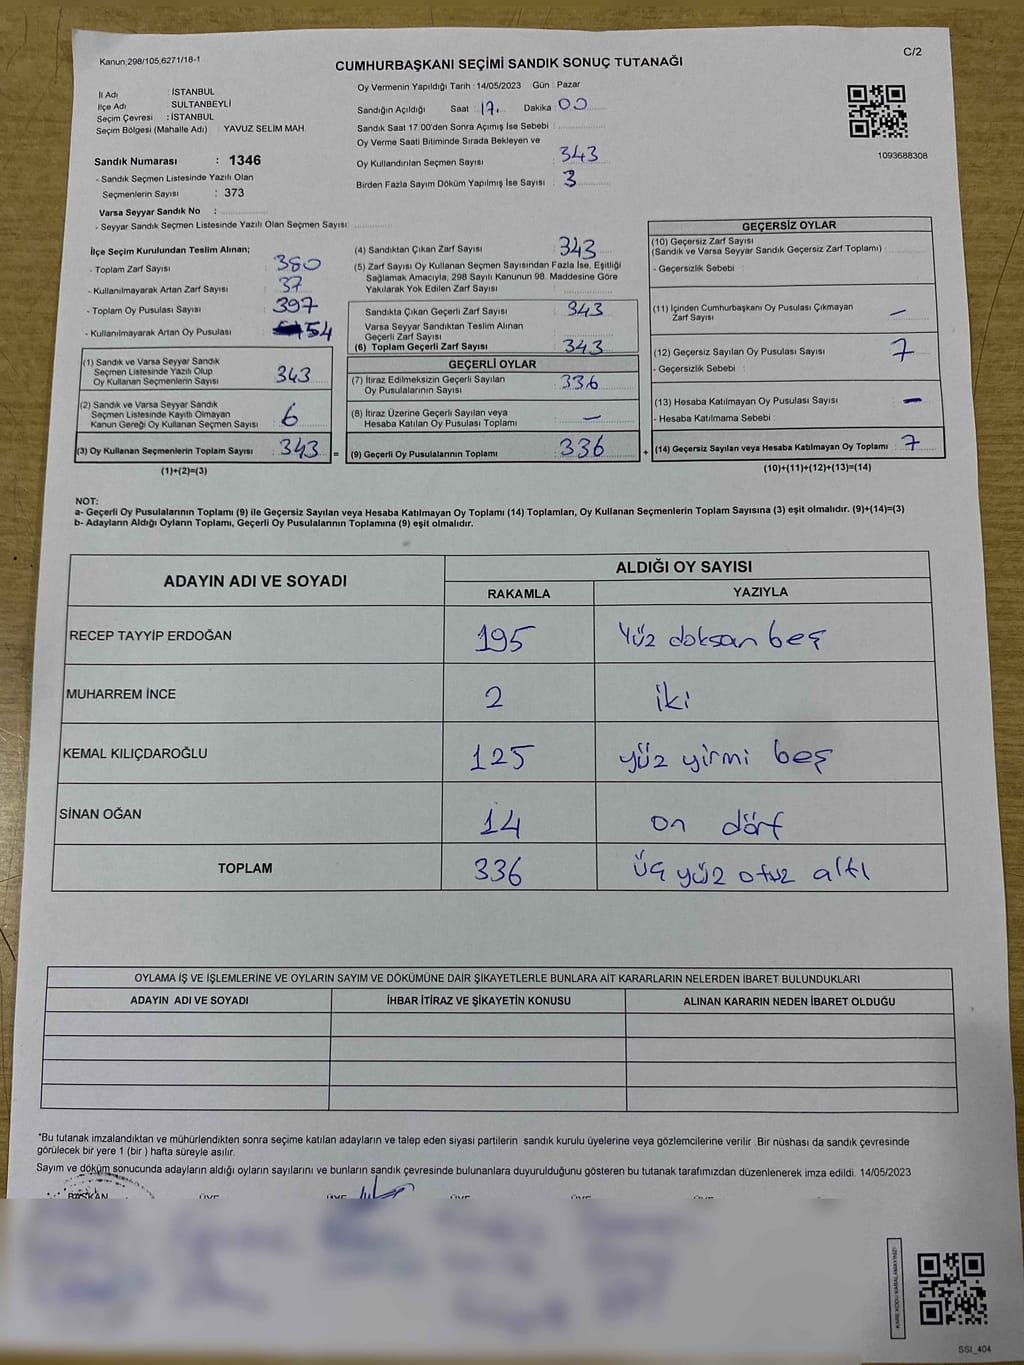 Kanun;298/105,6271/18-1
C/2
CUMHURBAŞKANI SEÇİMİ SANDIK SONUÇ TUTANAĞI
İl Adı : İSTANBUL
İlçe Adı SULTANBEYLİ
Seçim Çevresi : İSTANBUL
Seçim Bölgesi (Mahalle Adı) YAVUZ SELİM MAH.
Sandık Numarası : 1346
- Sandık Seçmen Listesinde Yazılı Olan
Seçmenlerin Sayısı : 373
Varsa Seyyar Sandık No :
- Seyyar Sandık Seçmen Listesinde Yazılı Olan Seçmen Sayısı:
Oy Vermenin Yapıldığı Tarih : 14/05/2023 Gün : Pazar
Sandığın Açıldığı Saat : 17. Dakika : 00
Sandık Saat 17.00'den Sonra Açımış İse Sebebi :
Oy Verme Saati Bitiminde Sırada Bekleyen ve
Oy Kullandırılan Seçmen Sayısı 343
Birden Fazla Sayım Döküm Yapılmış İse Sayısı : 3
1093688308
İlçe Seçim Kurulundan Teslim Alınan;
- Toplam Zarf Sayısı 380
- Kullanılmayarak Artan Zarf Sayısı : 37
- Toplam Oy Pusulası Sayısı : 397
- Kullanılmayarak Artan Oy Pusulası 54
(1) Sandık ve Varsa Seyyar Sandık
Seçmen Listesinde Yazılı Olup
Oy Kullanan Seçmenlerin Sayısı : 343
(2) Sandık ve Varsa Seyyar Sandık
Seçmen Listesinde Kayıtlı Olmayan
Kanun Gereği Oy Kullanan Seçmen Sayısı : 6
(3) Oy Kullanan Seçmenlerin Toplam Sayısı : 343 =
(1)+(2)=(3)
(4) Sandıktan Çıkan Zarf Sayısı : 343
(5) Zarf Sayısı Oy Kullanan Seçmen Sayısından Fazla İse, Eşitliği
Sağlamak Amacıyla, 298 Sayılı Kanunun 98. Maddesine Göre
Yakılarak Yok Edilen Zarf Sayısı :
Sandıkta Çıkan Geçerli Zarf Sayısı : 343
Varsa Seyyar Sandıktan Teslim Alınan
Geçerli Zarf Sayısı
(6) Toplam Geçerli Zarf Sayısı : 343
GEÇERLİ OYLAR
(7) İtiraz Edilmeksizin Geçerli Sayılan
Oy Pusulalarının Sayısı : 336
(8) İtiraz Üzerine Geçerli Sayılan veya
Hesaba Katılan Oy Pusulası Toplamı : —
(9) Geçerli Oy Pusulalarının Toplamı : 336 +
GEÇERSİZ OYLAR
(10) Geçersiz Zarf Sayısı
(Sandık ve Varsa Seyyar Sandık Geçersiz Zarf Toplamı)
- Geçersizlik Sebebi :
(11) İçinden Cumhurbaşkanı Oy Pusulası Çıkmayan
Zarf Sayısı : —
(12) Geçersiz Sayılan Oy Pusulası Sayısı : 7
- Geçersizlik Sebebi :
(13) Hesaba Katılmayan Oy Pusulası Sayısı : —
- Hesaba Katılmama Sebebi :
(14) Geçersiz Sayılan veya Hesaba Katılmayan Oy Toplamı : 7
(10)+(11)+(12)+(13)=(14)
NOT:
a- Geçerli Oy Pusulalarının Toplamı (9) ile Geçersiz Sayılan veya Hesaba Katılmayan Oy Toplamı (14) Toplamları, Oy Kullanan Seçmenlerin Toplam Sayısına (3) eşit olmalıdır. (9)+(14)=(3)
b- Adayların Aldığı Oyların Toplamı, Geçerli Oy Pusulalarının Toplamına (9) eşit olmalıdır.
ADAYIN ADI VE SOYADI ALDIĞI OY SAYISI
RAKAMLA YAZIYLA
RECEP TAYYİP ERDOĞAN 195 Yüz doksan beş
MUHARREM İNCE 2 iki
KEMAL KILIÇDAROĞLU 125 yüz yirmi beş
SİNAN OĞAN 14 on dört
TOPLAM 336 üç yüz otuz altı
OYLAMA İŞ VE İŞLEMLERİNE VE OYLARIN SAYIM VE DÖKÜMÜNE DAİR ŞİKAYETLERLE BUNLARA AİT KARARLARIN NELERDEN İBARET BULUNDUKLARI
ADAYIN ADI VE SOYADI İHBAR İTİRAZ VE ŞİKAYETİN KONUSU ALINAN KARARIN NEDEN İBARET OLDUĞU
*Bu tutanak imzalandıktan ve mühürlendikten sonra seçime katılan adayların ve talep eden siyasi partilerin sandık kurulu üyelerine veya gözlemcilerine verilir .Bir nüshası da sandık çevresinde
görülecek bir yere 1 (bir ) hafta süreyle asılır.
Sayım ve döküm sonucunda adayların aldığı oyların sayılarını ve bunların sandık çevresinde bulunanlara duyurulduğunu gösteren bu tutanak tarafımızdan düzenlenerek imza edildi. 14/05/2023
BAŞKAN ÜYE ÜYE ÜYE ÜYE ÜYE
KARE KODU KARALAMAYINIZ!
SSI_404